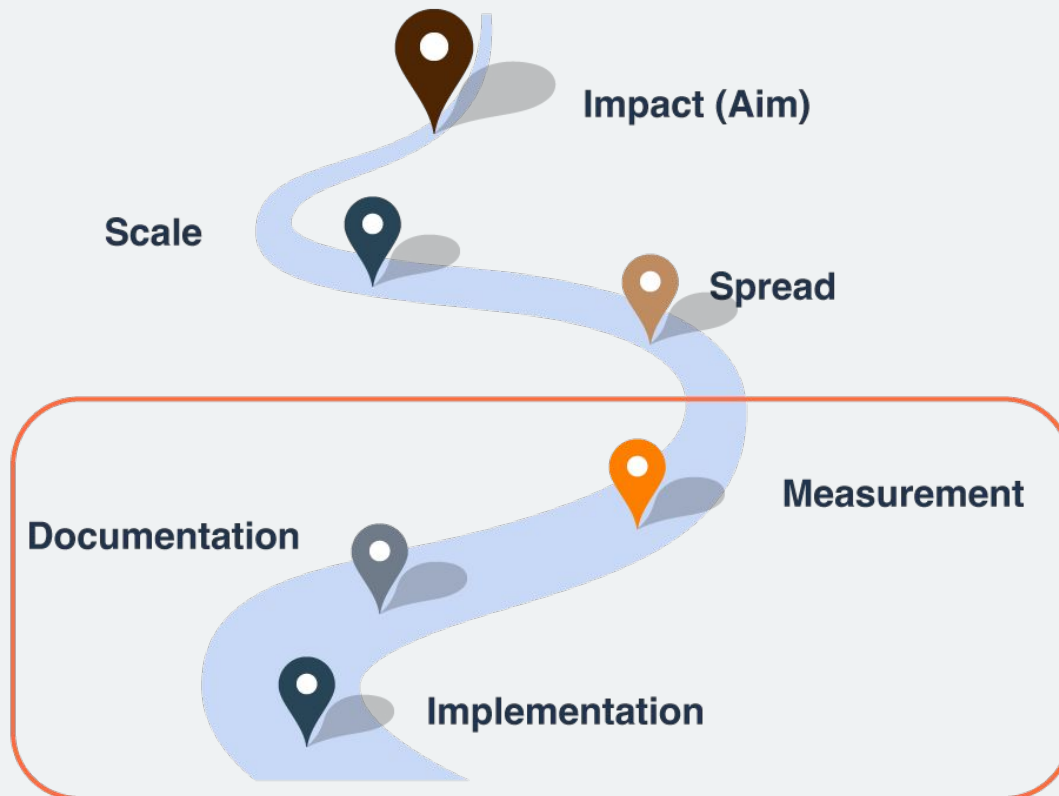 Impact (Aim)
Scale
Spread
Measurement
Documentation
Implementation